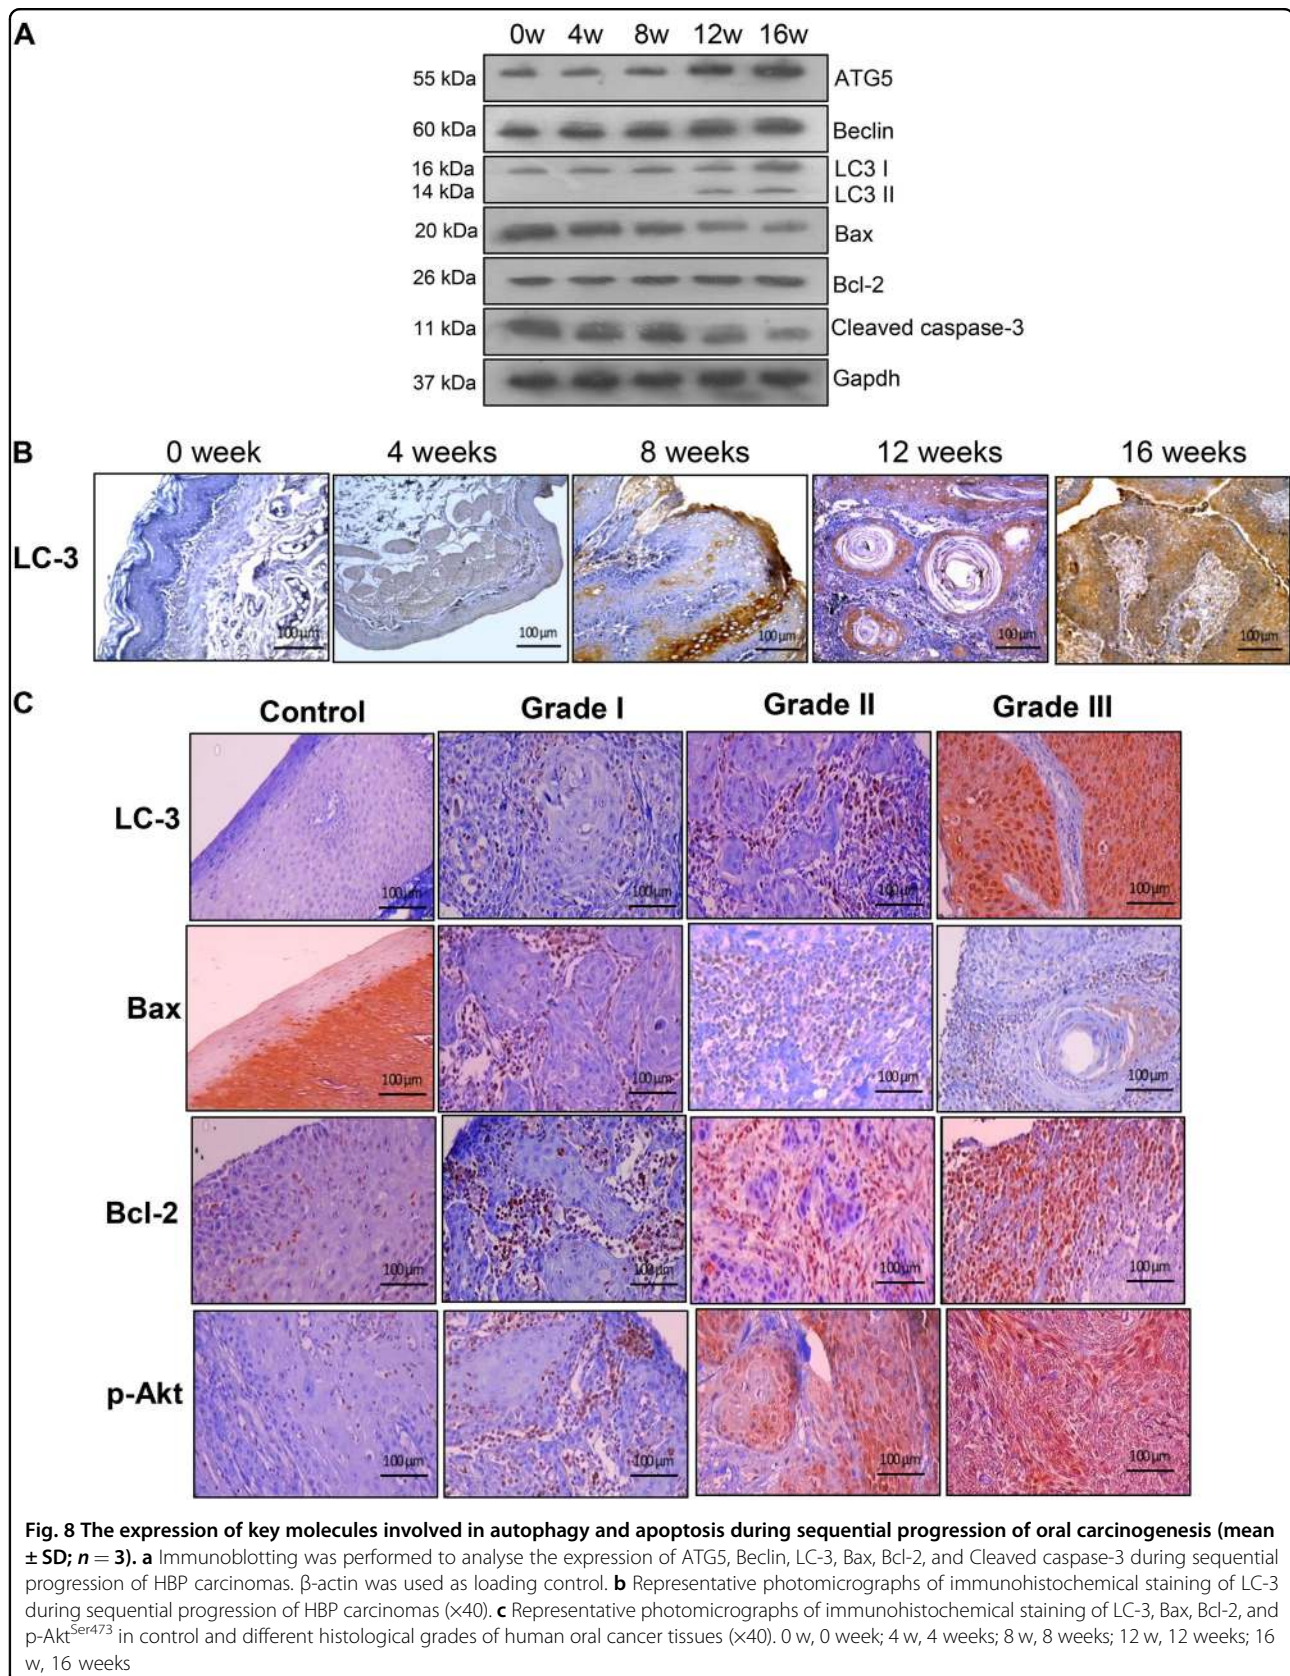 A
0w 4w 8w 12w 16w
55 kDa ATG5
60 kDa Beclin
16 kDa LC3 I
14 kDa LC3 II
20 kDa Bax
26 kDa Bcl-2
11 kDa Cleaved caspase-3
37 kDa Gapdh
B 0 week 4 weeks 8 weeks 12 weeks 16 weeks
LC-3
100µm 100µm 100µm 100µm 100µm
C
Control Grade I Grade II Grade III
LC-3
100µm 100µm 100µm 100µm
Bax
100µm 100µm 100µm 100µm
Bcl-2
100µm 100µm 100µm 100µm
p-Akt
100µm 100µm 100µm 100µm
Fig. 8 The expression of key molecules involved in autophagy and apoptosis during sequential progression of oral carcinogenesis (mean
± SD; n = 3). a Immunoblotting was performed to analyse the expression of ATG5, Beclin, LC-3, Bax, Bcl-2, and Cleaved caspase-3 during sequential
progression of HBP carcinomas. β-actin was used as loading control. b Representative photomicrographs of immunohistochemical staining of LC-3
during sequential progression of HBP carcinomas (×40). c Representative photomicrographs of immunohistochemical staining of LC-3, Bax, Bcl-2, and
p-AktSer473 in control and different histological grades of human oral cancer tissues (×40). 0 w, 0 week; 4 w, 4 weeks; 8 w, 8 weeks; 12 w, 12 weeks; 16
w, 16 weeks